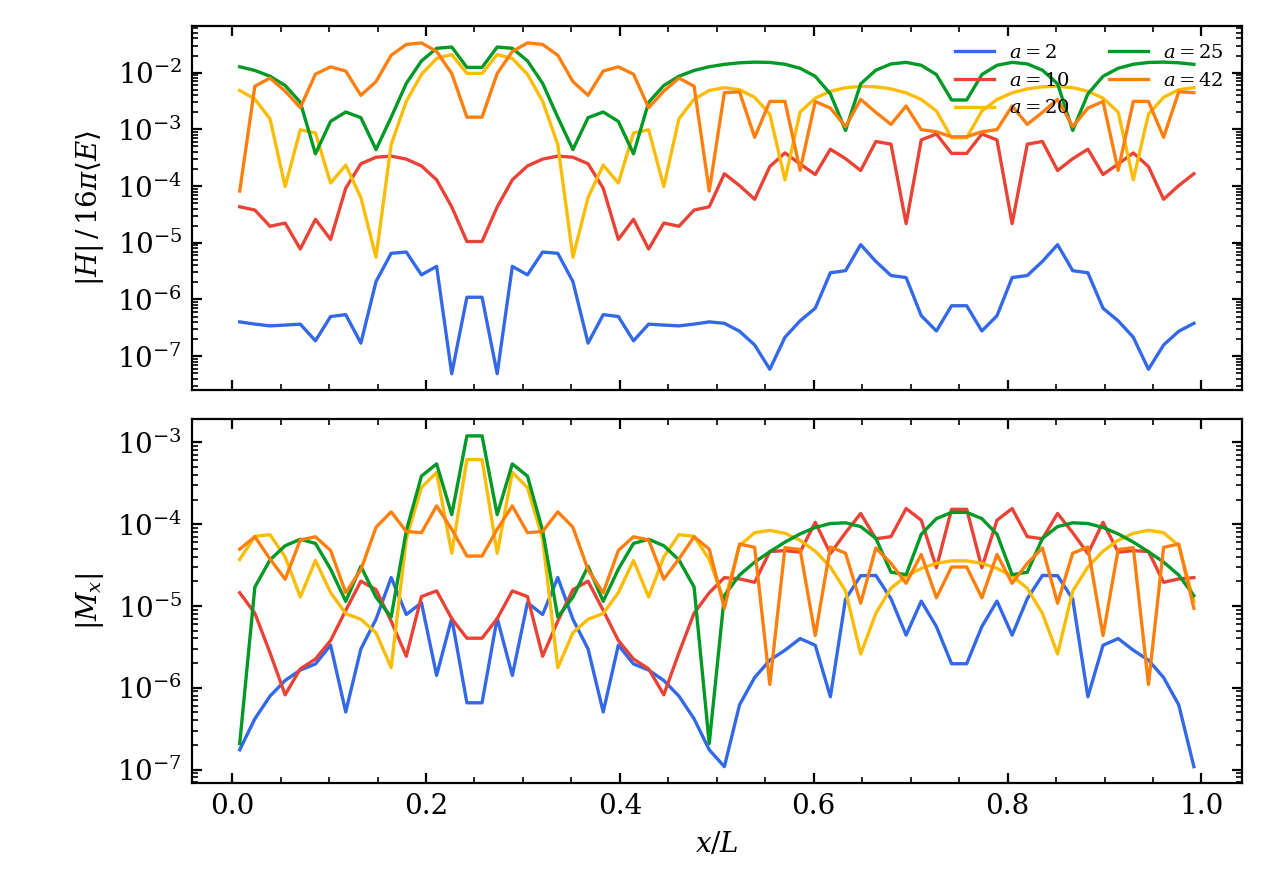 |H| / 16π⟨E⟩
10⁻²
10⁻³
10⁻⁴
10⁻⁵
10⁻⁶
10⁻⁷
a = 2
a = 10
a = 20
a = 25
a = 42
|Mₓ|
10⁻³
10⁻⁴
10⁻⁵
10⁻⁶
10⁻⁷
0.0 0.2 0.4 0.6 0.8 1.0
x/L